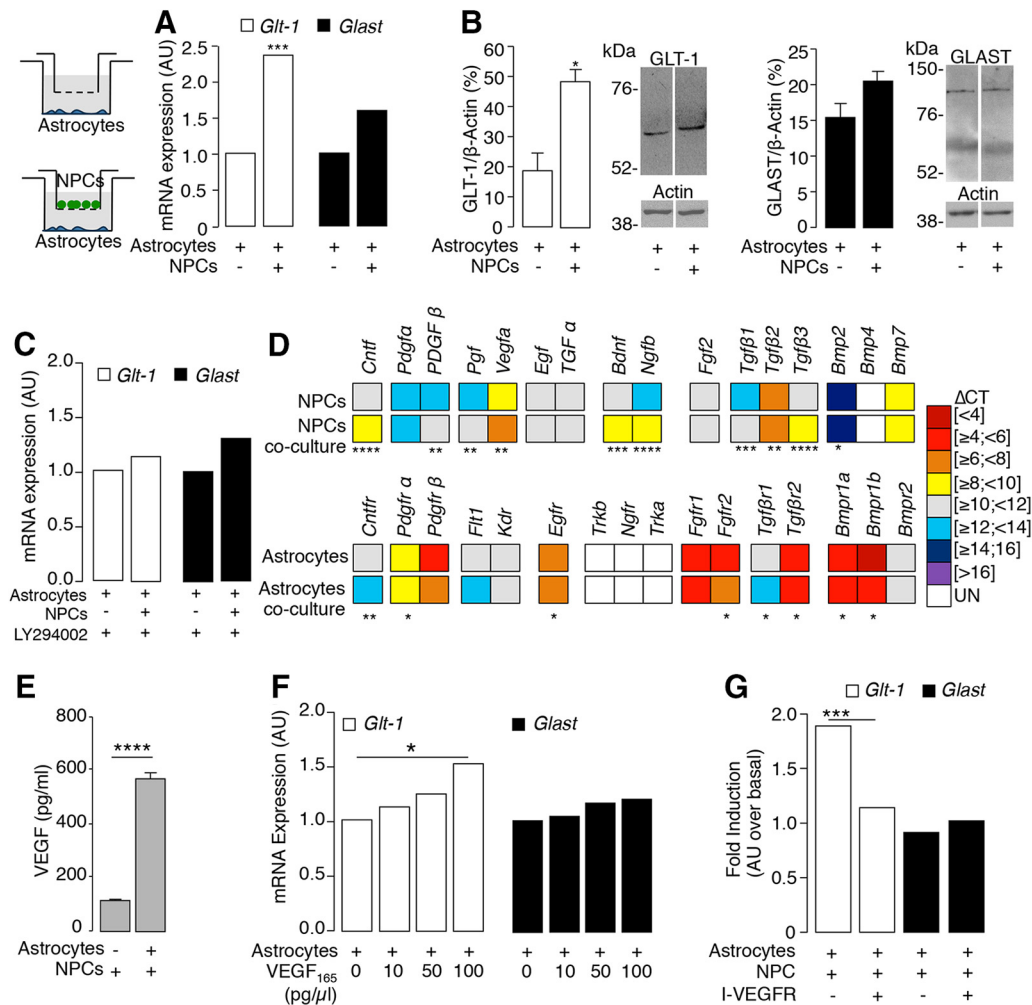 A
Glt-1 Glast
mRNA expression (AU)
2.5
2.0
1.5
1.0
0.5
0
***
Astrocytes + + + +
NPCs - + - +
Astrocytes
NPCs
Astrocytes
B
GLT-1/β-Actin (%)
60
50
40
30
20
10
0
*
Astrocytes + +
NPCs - +
kDa
GLT-1
76-
52-
Actin
38-
+ +
- +
GLAST/β-Actin (%)
25
20
15
10
5
0
Astrocytes + +
NPCs - +
kDa
GLAST
150-
76-
52-
Actin
38-
+ +
- +
C
Glt-1 Glast
mRNA expression (AU)
2.0
1.5
1.0
0.5
0.0
Astrocytes + + + +
NPCs - + - +
LY294002 + + + +
D
Cntf Pdgfα PDGF β Pgf Vegfa Egf TGF α Bdnf Ngfb Fgf2 Tgfβ1 Tgfβ2 Tgfβ3 Bmp2 Bmp4 Bmp7
NPCs
NPCs
co-culture
**** ** ** ** *** **** *** ** **** *
Cntfr Pdgfr α Pdgfr β Flt1 Kdr Egfr Trkb Ngfr Trka Fgfr1 Fgfr2 Tgfβr1 Tgfβr2 Bmpr1a Bmpr1b Bmpr2
Astrocytes
Astrocytes
co-culture
** * * * * * * *
ΔCT
[<4]
[≥4;<6]
[≥6;<8]
[≥8;<10]
[≥10;<12]
[≥12;<14]
[≥14;16]
[>16]
UN
E
VEGF (pg/ml)
800
600
400
200
0
****
Astrocytes - +
NPCs + +
F
Glt-1 Glast
mRNA Expression (AU)
2.0
1.5
1.0
0.5
0.0
*
Astrocytes + + + + + + + +
VEGF165 0 10 50 100 0 10 50 100
(pg/µl)
G
Glt-1 Glast
Fold Induction
(AU over basal)
2.0
1.5
1.0
0.5
0.0
***
Astrocytes + + + +
NPC + + + +
I-VEGFR - + - +